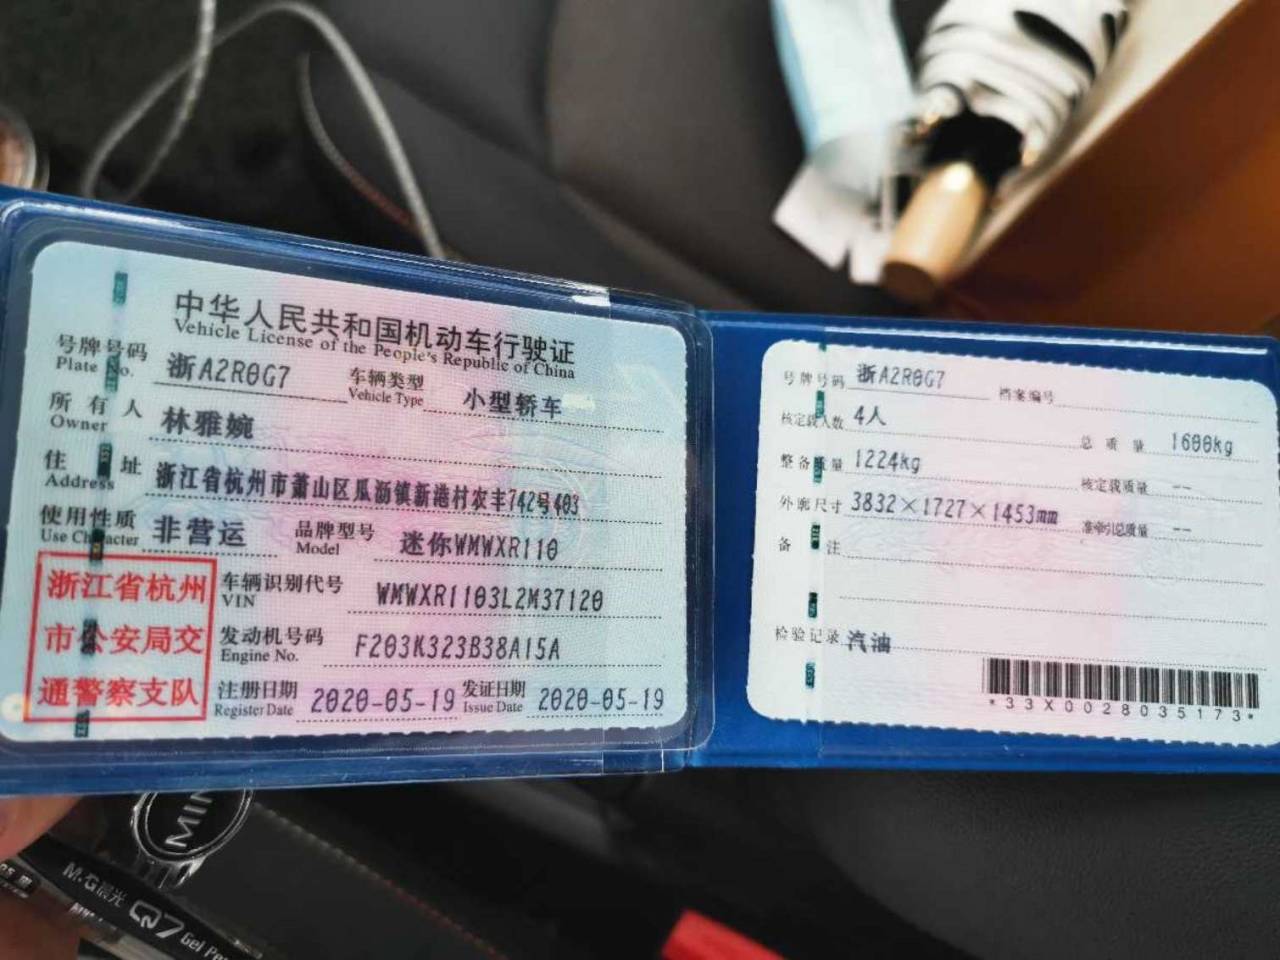 中华人民共和国机动车行驶证
Vehicle License of the People's Republic of China
号牌号码 浙A2R0G7 车辆类型 小型轿车
Plate No. Vehicle Type
所有人 林雅婉
Owner
住址 浙江省杭州市萧山区瓜沥镇新港村农丰742号403
Address
使用性质 非营运 品牌型号 迷你WMWXR110
Use Character Model
浙江省杭州
市公安局交
通警察支队
车辆识别代号 WMWXR1103L2M37120
VIN
发动机号码 F203K323B38A15A
Engine No.
注册日期 2020-05-19 发证日期 2020-05-19
Register Date Issue Date
号牌号码 浙A2R0G7 档案编号
核定载人数 4人 总质量 1600kg
整备质量 1224kg 核定载质量 --
外廓尺寸 3832×1727×1453mm 准牵引总质量 --
备注
检验记录 汽油
*33X0028035173*
MINI
M&G晨光 Q7 Gel Pen